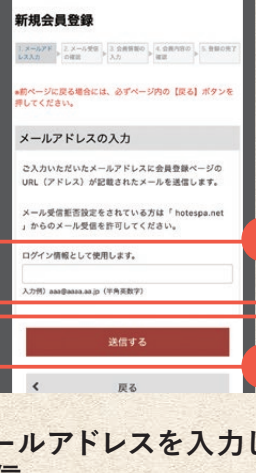 新規会員登録
1. メールアドレス入力
2. メール受信の確認
3. 会員情報の入力
4. 会員内容の確認
5. 登録の完了
*前ページに戻る場合には、必ずページ内の【戻る】ボタンを
押してください。
メールアドレスの入力
ご入力いただいたメールアドレスに会員登録ページの
URL（アドレス）が記載されたメールを送信します。
メール受信拒否設定をされている方は「 hotespa.net
」からのメール受信を許可してください。
ログイン情報として使用します。
入力例）aaa@aaaa.aa.jp（半角英数字）
送信する
戻る
ールアドレスを入力し